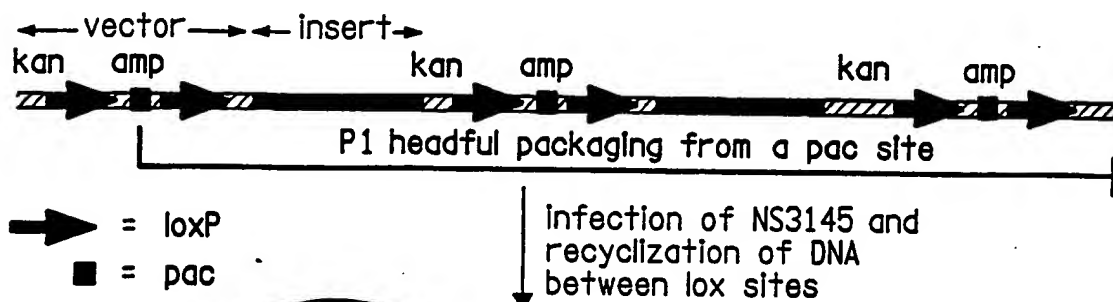 vector insert
kan amp kan amp kan amp
P1 headful packaging from a pac site
= loxP
= pac
infection of NS3145 and
recyclization of DNA
between lox sites